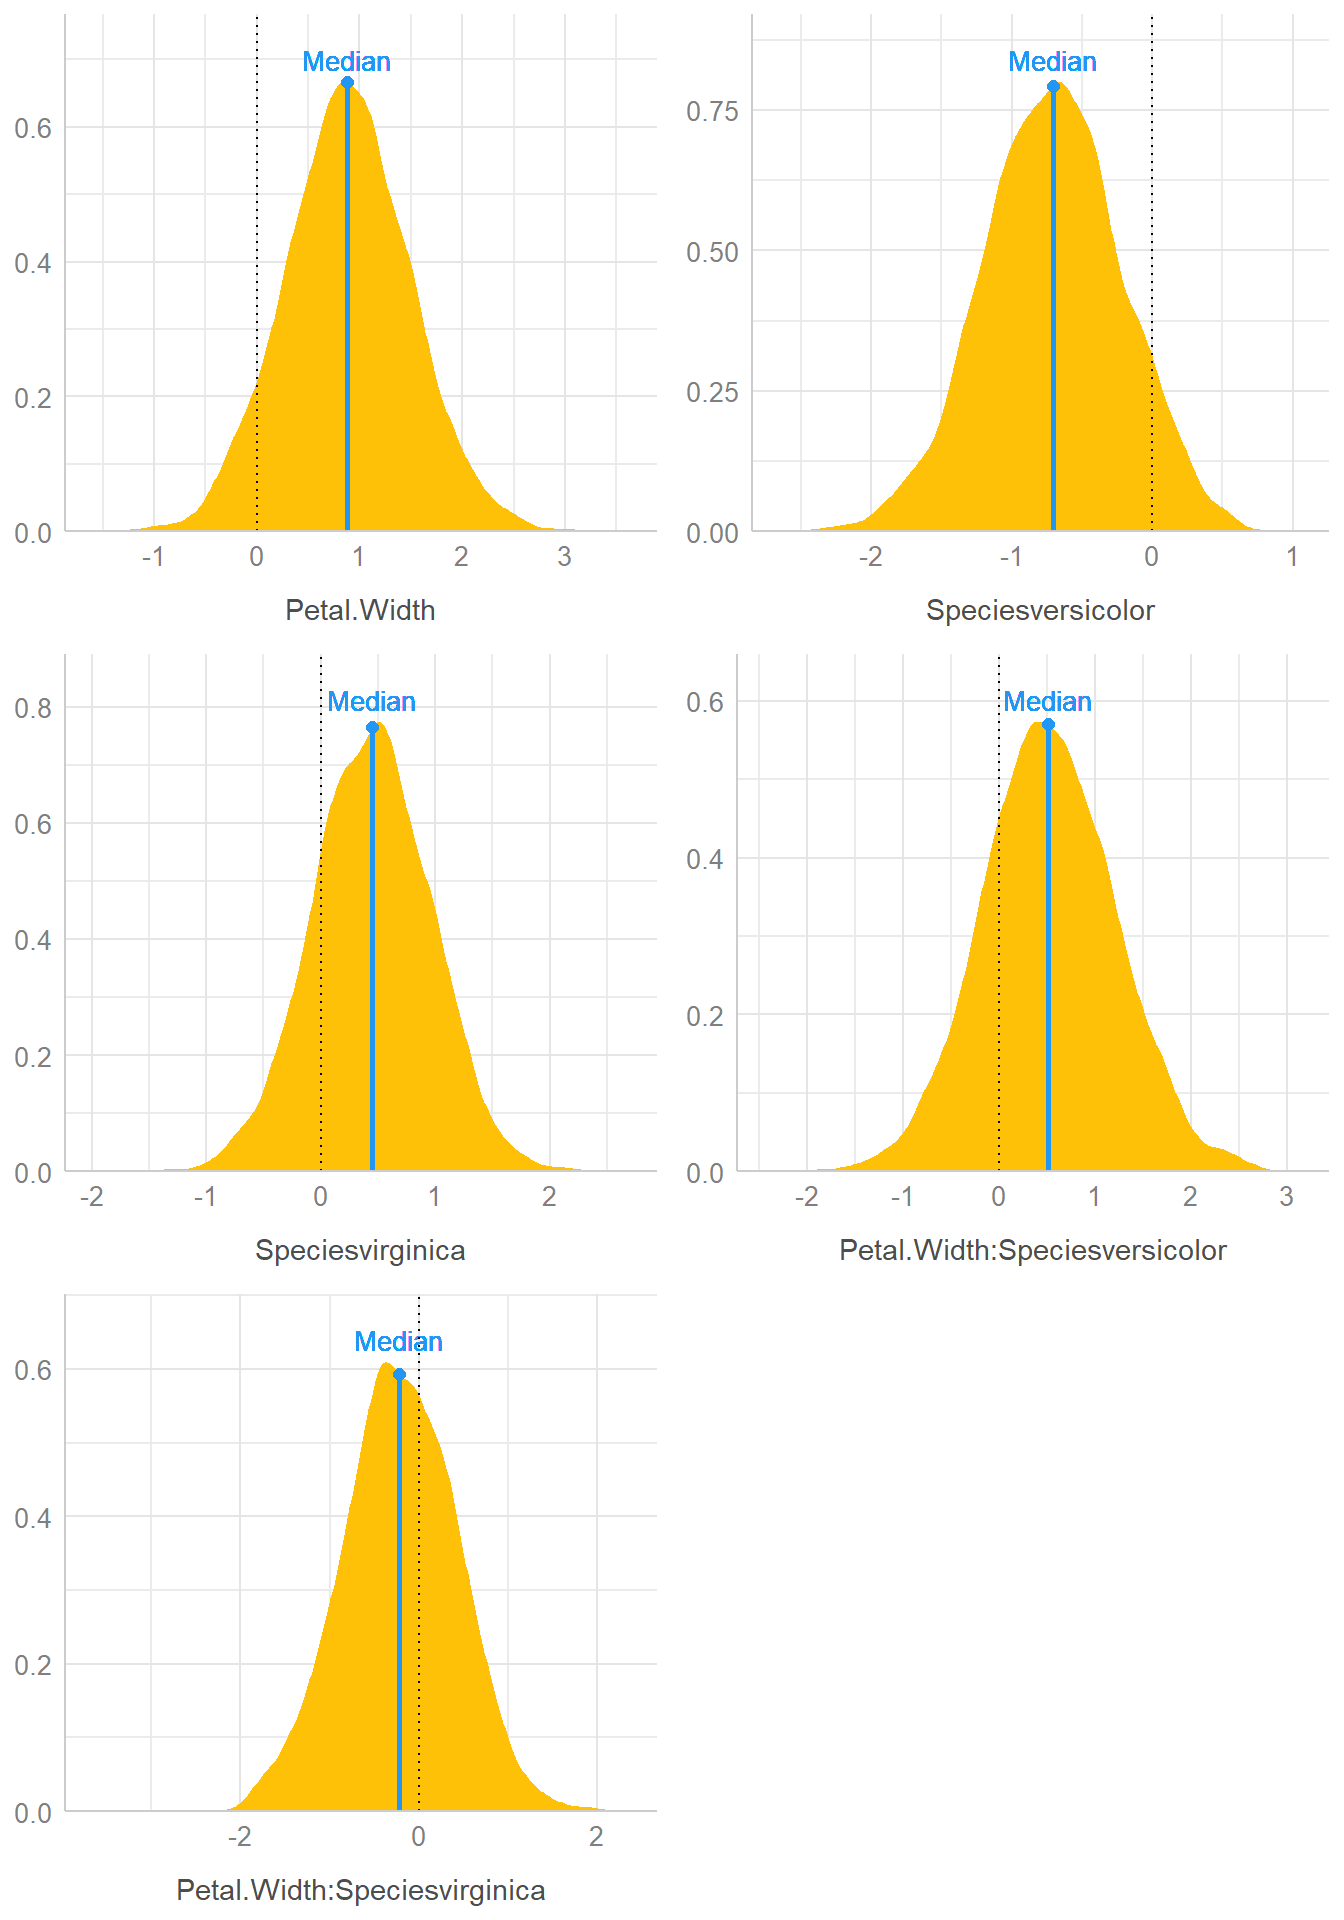 Median
0.6
0.4
0.2
0.0
-1 0 1 2 3
Petal.Width
Median
0.75
0.50
0.25
0.00
-2 -1 0 1
Speciesversicolor
Median
0.8
0.6
0.4
0.2
0.0
-2 -1 0 1 2
Speciesvirginica
Median
0.6
0.4
0.2
0.0
-2 -1 0 1 2 3
Petal.Width:Speciesversicolor
Median
0.6
0.4
0.2
0.0
-2 0 2
Petal.Width:Speciesvirginica